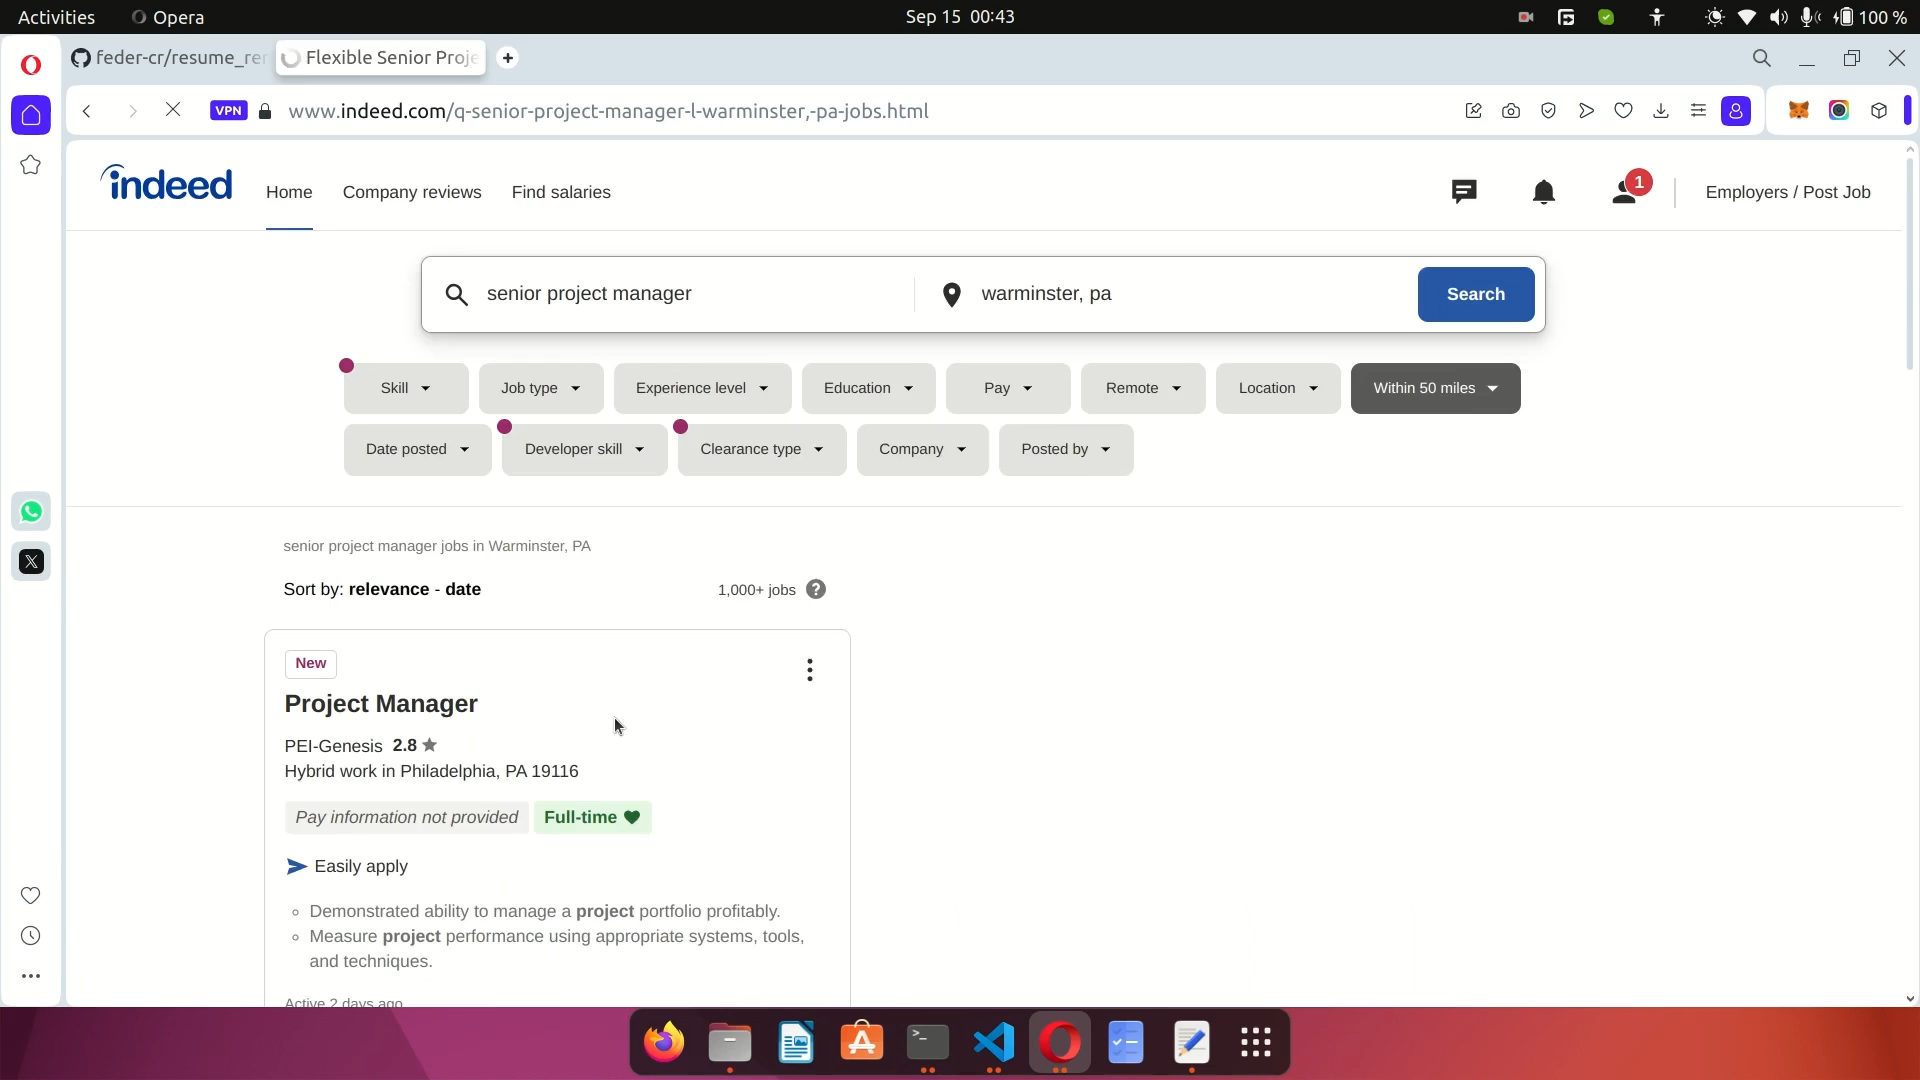 Activities
Opera
Sep 15 00:43
100 %
feder-cr/resume_rer
Flexible Senior Proje
VPN
www.indeed.com/q-senior-project-manager-l-warminster,-pa-jobs.html
indeed
Home
Company reviews
Find salaries
1
Employers / Post Job
senior project manager
warminster, pa
Search
Skill
Job type
Experience level
Education
Pay
Remote
Location
Within 50 miles
Date posted
Developer skill
Clearance type
Company
Posted by
senior project manager jobs in Warminster, PA
Sort by: relevance - date
1,000+ jobs
New
Project Manager
PEI-Genesis 2.8
Hybrid work in Philadelphia, PA 19116
Pay information not provided
Full-time
Easily apply
Demonstrated ability to manage a project portfolio profitably.
Measure project performance using appropriate systems, tools,
and techniques.
Active 2 days ago